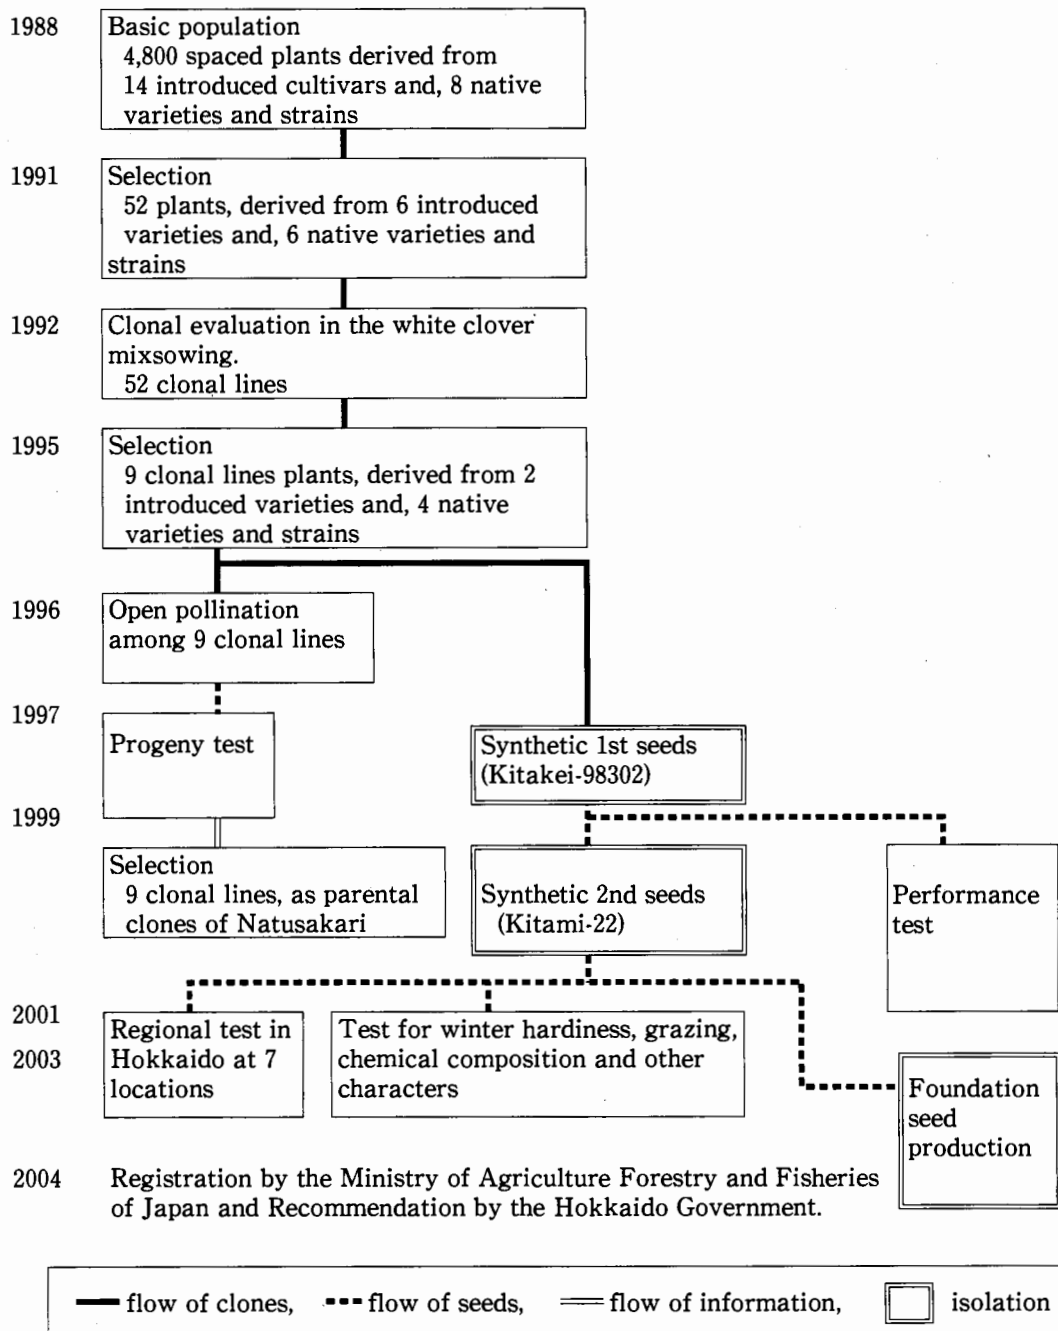 1988
Basic population
4,800 spaced plants derived from
14 introduced cultivars and, 8 native
varieties and strains
1991
Selection
52 plants, derived from 6 introduced
varieties and, 6 native varieties and
strains
1992
Clonal evaluation in the white clover
mixsowing.
52 clonal lines
1995
Selection
9 clonal lines plants, derived from 2
introduced varieties and, 4 native
varieties and strains
1996
Open pollination
among 9 clonal lines
1997
Progeny test
Synthetic 1st seeds
(Kitakei-98302)
1999
Selection
9 clonal lines, as parental
clones of Natusakari
Synthetic 2nd seeds
(Kitami-22)
Performance
test
2001
2003
Regional test in
Hokkaido at 7
locations
Test for winter hardiness, grazing,
chemical composition and other
characters
Foundation
seed
production
2004
Registration by the Ministry of Agriculture Forestry and Fisheries
of Japan and Recommendation by the Hokkaido Government.
flow of clones, flow of seeds, flow of information, isolation